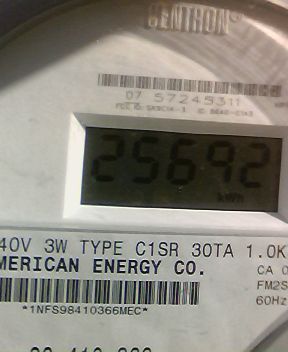 CENTRON®
07 57245311
25692
kWh
40V 3W TYPE C1SR 30TA 1.0K
MERICAN ENERGY CO.
CA 0
FM2S
60Hz
*1NFS98410366MEC*